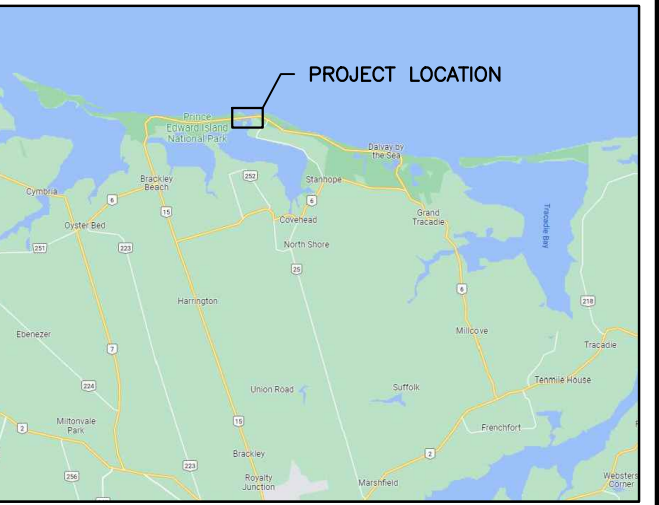 PROJECT LOCATION
Prince
Edward Island
National Park
Dalvay by
the Sea
252
Brackley
Beach
Stanhope
Cymbria
6
6
15
Grand
Tracadie
Covehead
Oyster Bed
Tracadie Bay
251
223
North Shore
25
6
Harrington
218
Ebenezer
Millcove
7
Tracadie
224
Union Road
Suffolk
Tenmile House
Miltonvale
Park
2
15
Frenchfort
Brackley
2
223
256
Royalty
Junction
Marshfield
Websters
Corner